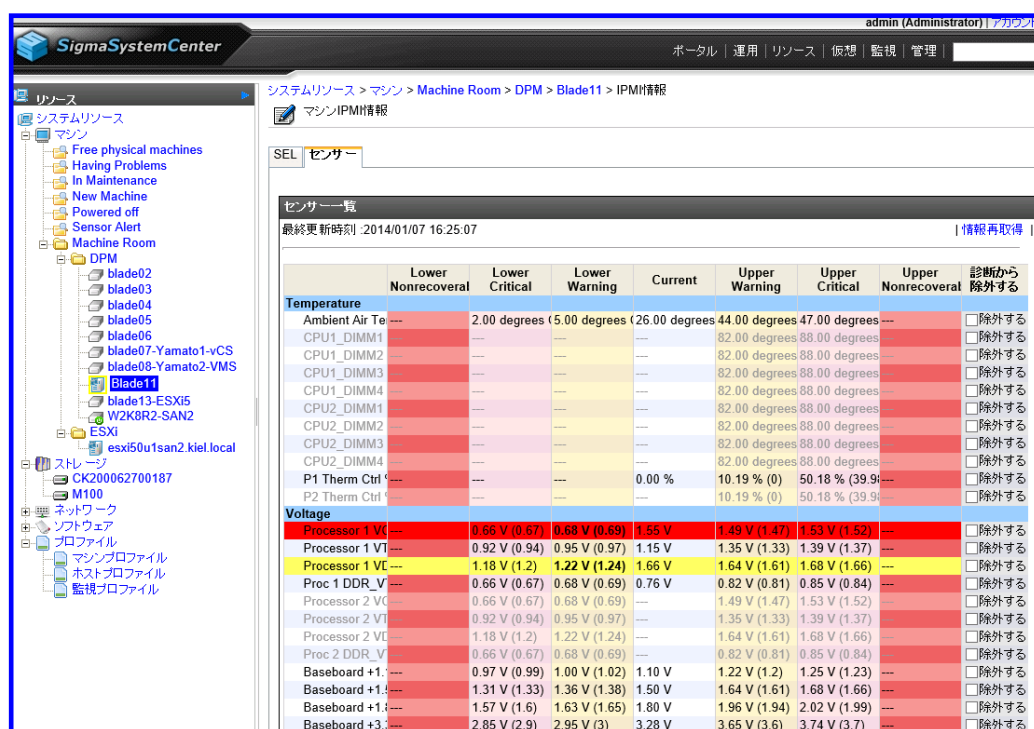 admin (Administrator) | アカウント
SigmaSystemCenter
ポータル | 運用 | リソース | 仮想 | 監視 | 管理 |
リソース
システムリソース
マシン
Free physical machines
Having Problems
In Maintenance
New Machine
Powered off
Sensor Alert
Machine Room
DPM
blade02
blade03
blade04
blade05
blade06
blade07-Yamato1-vCS
blade08-Yamato2-VMS
Blade11
blade13-ESXi5
W2K8R2-SAN2
ESXi
esxi50u1san2.kiel.local
ストレージ
CK200062700187
M100
ネットワーク
ソフトウェア
プロファイル
マシンプロファイル
ホストプロファイル
監視プロファイル
システムリソース > マシン > Machine Room > DPM > Blade11 > IPMI情報
マシンIPMI情報
SEL センサー
センサー一覧
最終更新時刻 :2014/01/07 16:25:07 | 情報再取得 |
Lower Nonrecoveral Lower Critical Lower Warning Current Upper Warning Upper Critical Upper Nonrecoveral 診断から除外する
Temperature
Ambient Air Te --- 2.00 degrees 5.00 degrees 26.00 degrees 44.00 degrees 47.00 degrees --- 除外する
CPU1_DIMM1 --- --- --- --- 82.00 degrees 88.00 degrees --- 除外する
CPU1_DIMM2 --- --- --- --- 82.00 degrees 88.00 degrees --- 除外する
CPU1_DIMM3 --- --- --- --- 82.00 degrees 88.00 degrees --- 除外する
CPU1_DIMM4 --- --- --- --- 82.00 degrees 88.00 degrees --- 除外する
CPU2_DIMM1 --- --- --- --- 82.00 degrees 88.00 degrees --- 除外する
CPU2_DIMM2 --- --- --- --- 82.00 degrees 88.00 degrees --- 除外する
CPU2_DIMM3 --- --- --- --- 82.00 degrees 88.00 degrees --- 除外する
CPU2_DIMM4 --- --- --- --- 82.00 degrees 88.00 degrees --- 除外する
P1 Therm Ctrl --- --- --- 0.00 % 10.19 % (0) 50.18 % (39.98 --- 除外する
P2 Therm Ctrl --- --- --- --- 10.19 % (0) 50.18 % (39.98 --- 除外する
Voltage
Processor 1 VC --- 0.66 V (0.67) 0.68 V (0.69) 1.55 V 1.49 V (1.47) 1.53 V (1.52) --- 除外する
Processor 1 VT --- 0.92 V (0.94) 0.95 V (0.97) 1.15 V 1.35 V (1.33) 1.39 V (1.37) --- 除外する
Processor 1 VD --- 1.18 V (1.2) 1.22 V (1.24) 1.66 V 1.64 V (1.61) 1.68 V (1.66) --- 除外する
Proc 1 DDR_V --- 0.66 V (0.67) 0.68 V (0.69) 0.76 V 0.82 V (0.81) 0.85 V (0.84) --- 除外する
Processor 2 VC --- 0.66 V (0.67) 0.68 V (0.69) --- 1.49 V (1.47) 1.53 V (1.52) --- 除外する
Processor 2 VT --- 0.92 V (0.94) 0.95 V (0.97) --- 1.35 V (1.33) 1.39 V (1.37) --- 除外する
Processor 2 VD --- 1.18 V (1.2) 1.22 V (1.24) --- 1.64 V (1.61) 1.68 V (1.66) --- 除外する
Proc 2 DDR_V --- 0.66 V (0.67) 0.68 V (0.69) --- 0.82 V (0.81) 0.85 V (0.84) --- 除外する
Baseboard +1. --- 0.97 V (0.99) 1.00 V (1.02) 1.10 V 1.22 V (1.2) 1.25 V (1.23) --- 除外する
Baseboard +1. --- 1.31 V (1.33) 1.36 V (1.38) 1.50 V 1.64 V (1.61) 1.68 V (1.66) --- 除外する
Baseboard +1. --- 1.57 V (1.6) 1.63 V (1.65) 1.80 V 1.96 V (1.94) 2.02 V (1.99) --- 除外する
Baseboard +3. --- 2.85 V (2.9) 2.95 V (3) 3.28 V 3.65 V (3.6) 3.74 V (3.7) --- 除外する